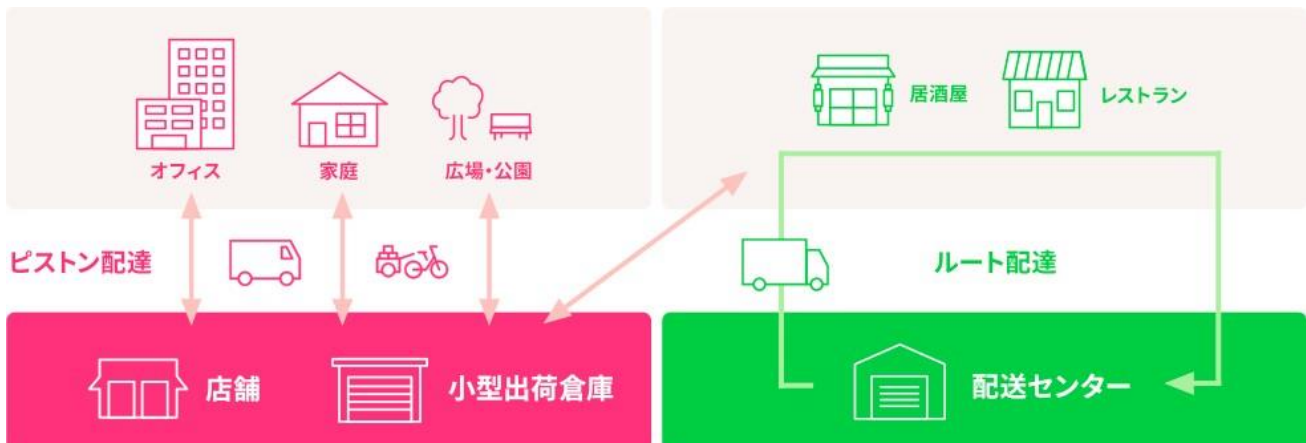 オフィス
家庭
広場・公園
居酒屋
レストラン
ピストン配達
ルート配達
店舗
小型出荷倉庫
配送センター